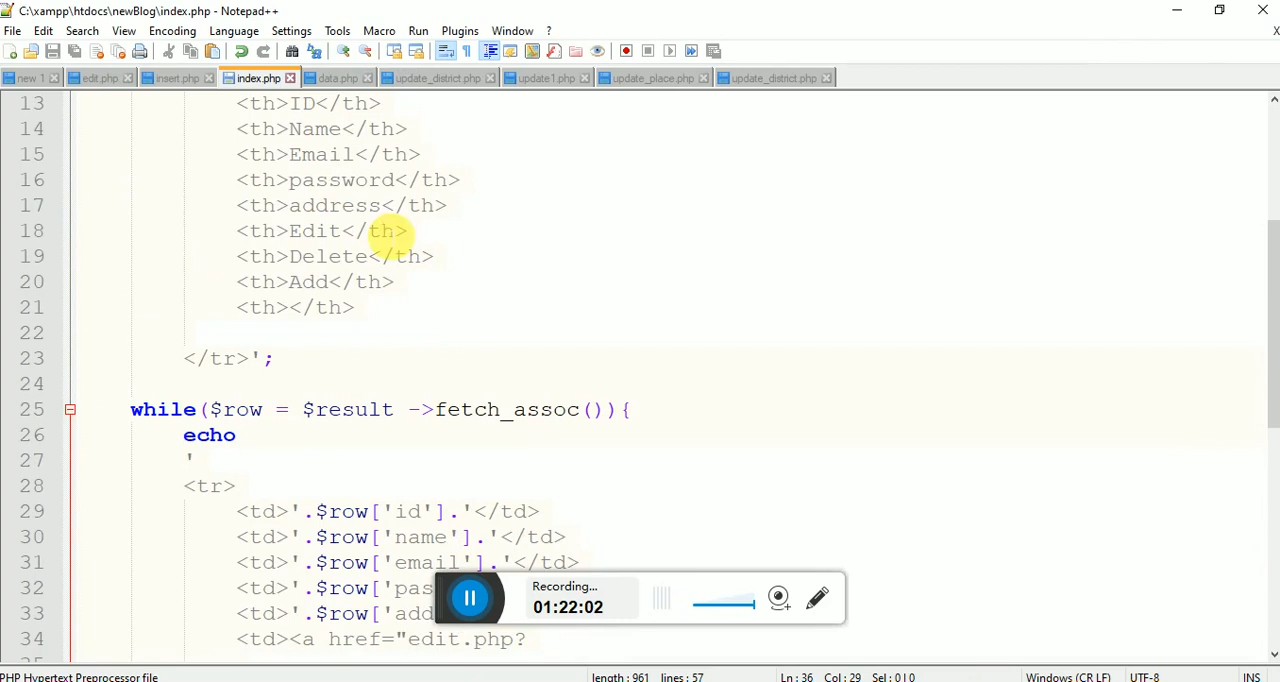 C:\xampp\htdocs\newBlog\index.php - Notepad++
File Edit Search View Encoding Language Settings Tools Macro Run Plugins Window ? X
new 1 edit.php insert.php index.php data.php update_district.php update1.php update_place.php update_district.php
13 <th>ID</th>
14 <th>Name</th>
15 <th>Email</th>
16 <th>password</th>
17 <th>address</th>
18 <th>Edit</th>
19 <th>Delete</th>
20 <th>Add</th>
21 <th></th>
22
23 </tr>';
24
25 while($row = $result ->fetch_assoc()){
26 echo
27 '
28 <tr>
29 <td>'.$row['id'].'</td>
30 <td>'.$row['name'].'</td>
31 <td>'.$row['email'].'</td>
32 <td>'.$row['pas
33 <td>'.$row['add
34 <td><a href="edit.php?
Recording...
01:22:02
PHP Hypertext Preprocessor file length : 961 lines : 57 Ln : 36 Col : 29 Sel : 0 | 0 Windows (CR LF) UTF-8 INS